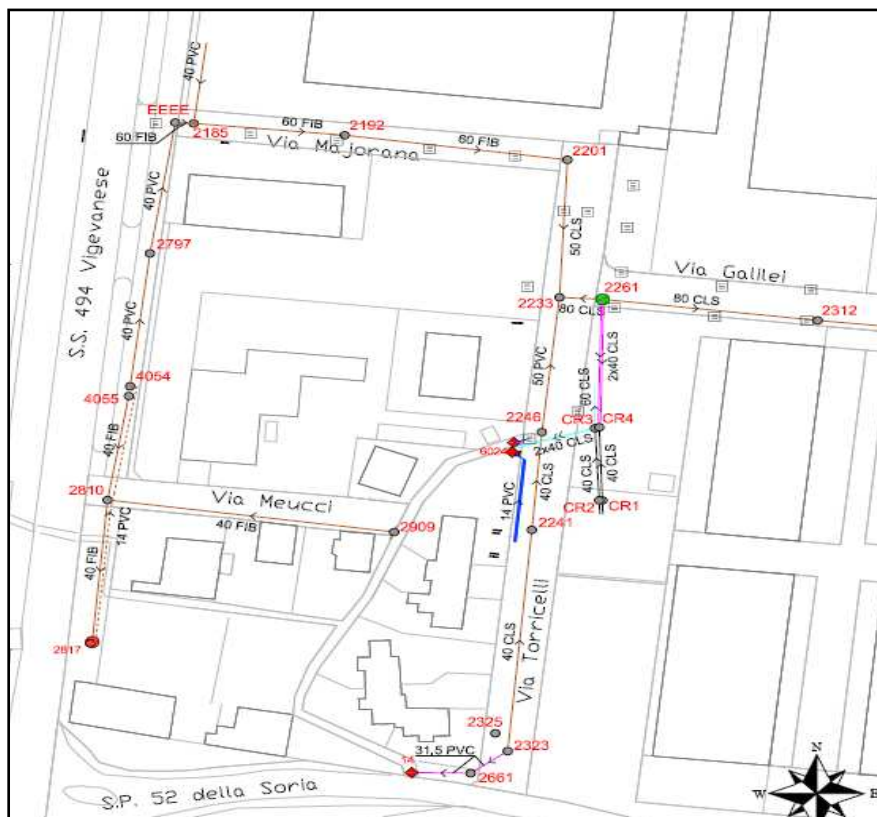 40 PVC
EEEE
2185
60 FIB
60 FIB
2192
60 FIB
Via Majorana
2201
S.S. 494 Vigevanese
40 PVC
2797
50 CLS
Via Galilei
2261
2233
80 CLS
80 CLS
2312
40 PVC
50 PVC
2x40 CLS
4054
4055
60 CLS
2246
CR3
CR4
6024
2x40 CLS
40 FIB
2810
14 PVC
Via Meucci
40 FIB
2909
14 PVC
40 CLS
40 CLS
40 CLS
CR2
CR1
2241
40 FIB
2817
40 CLS
Via Torricelli
2325
2323
31,5 PVC
14
2661
S.P. 52 della Soria
N
W
E